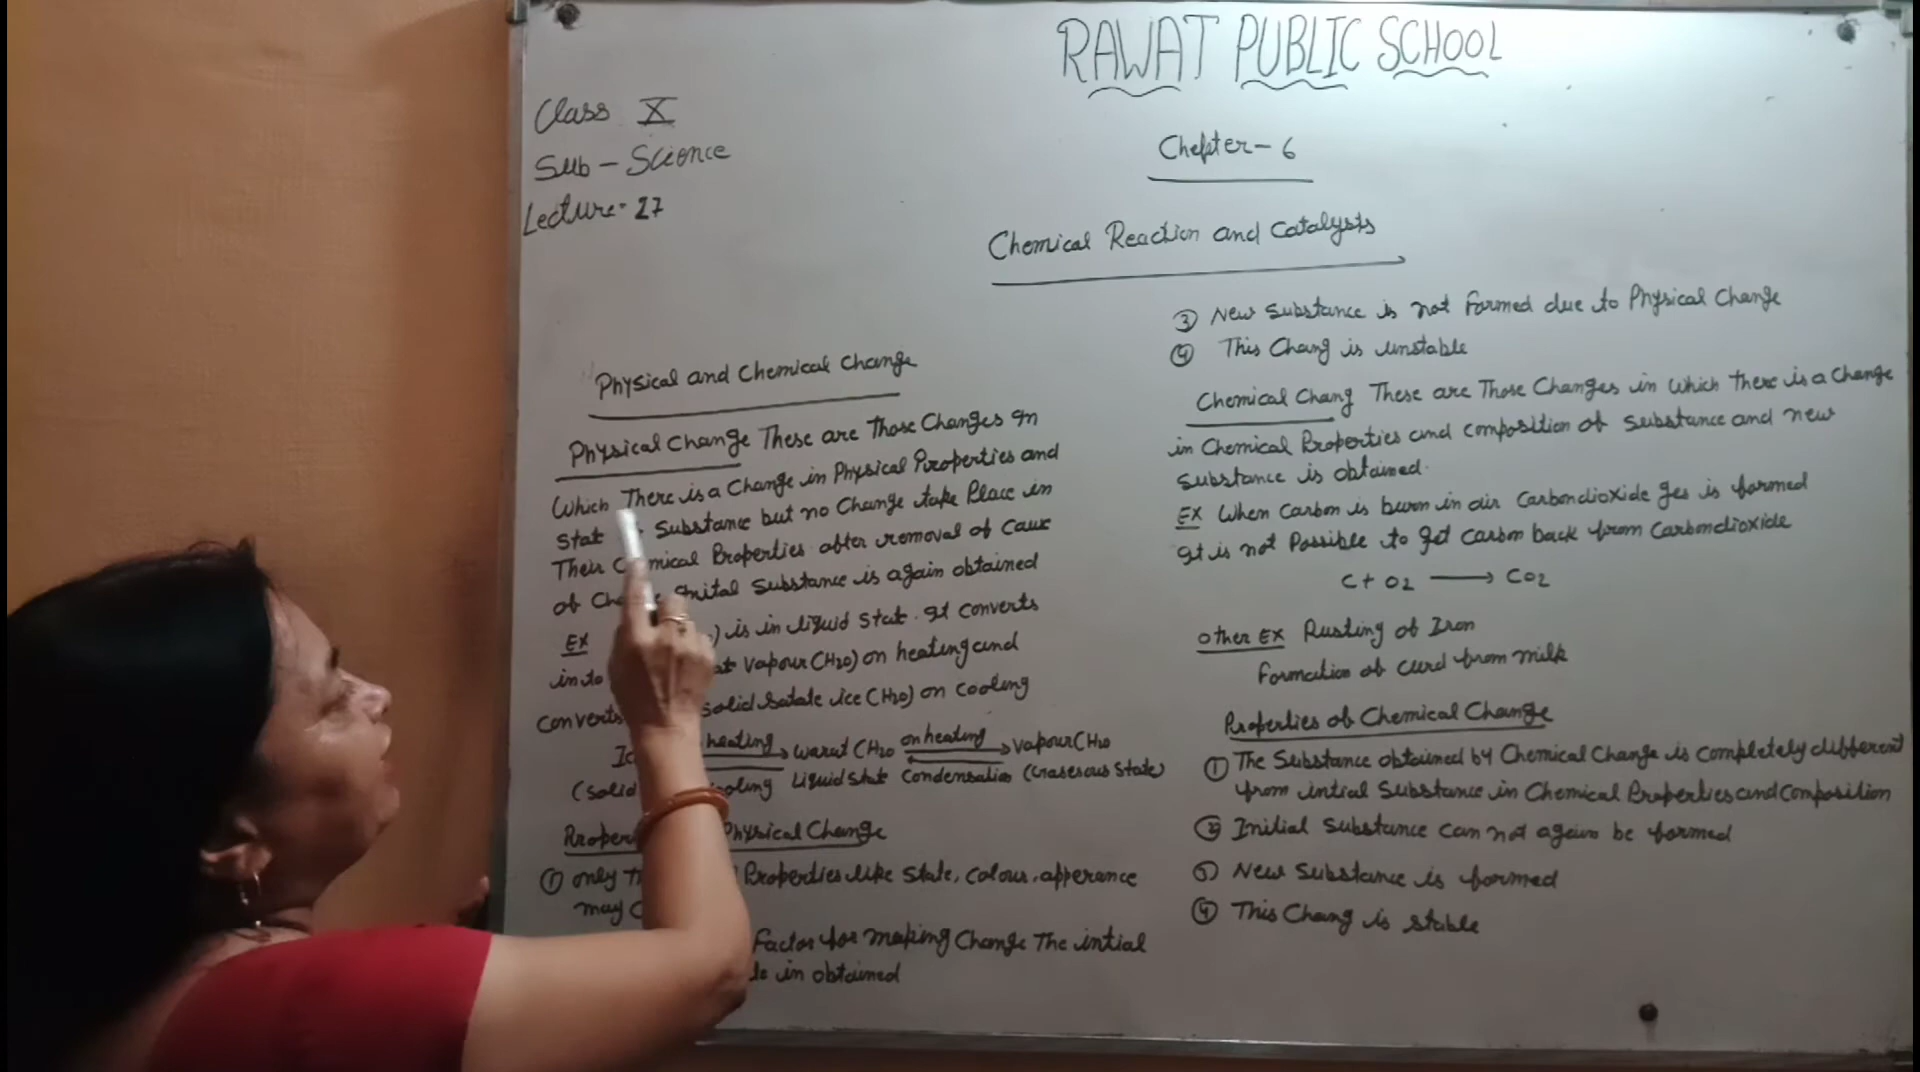 RAWAT PUBLIC SCHOOL
Class X
Sub - Science
Lecture - 27
Chepter - 6
Chemical Reaction and Catalysts
Physical and Chemical Change
Physical Change These are those Changes In
Which There is a Change in Physical Properties and
State Substance but no Change take Place in
Their Chemical Properties after removal of Caus
of Initial Substance is again obtained
Ex is in liquid State. It Converts
into Vapour (H2O) on heating and
Converts Solid Satate ice (H2O) on Cooling
heating on heating Vapour (H2O
(Solid Cooling Liquid State Condensation (Gaseous State)
Physical Change
① only Properties like State, Colour, apperance
may
Factor for making Change The intial
in obtained
③ New Substance is not formed due to Physical Change
④ This Chang is unstable
Chemical Chang These are Those Changes in Which there is a Change
in Chemical Properties and Composition of Substance and new
Substance is obtained.
EX When Carbon is burn in air Carbondioxide ges is formed
It is not Possible to get Carbon back from Carbondioxide
C + O2 → CO2
Other EX Rusting of Iron
Formation of Curd from milk
Properties of Chemical Change
① The Substance obtained by Chemical Change is Completely different
from intial Substance in Chemical Properties and Composition
② Initial Substance can not again be formed
③ New Substance is formed
④ This Chang is stable